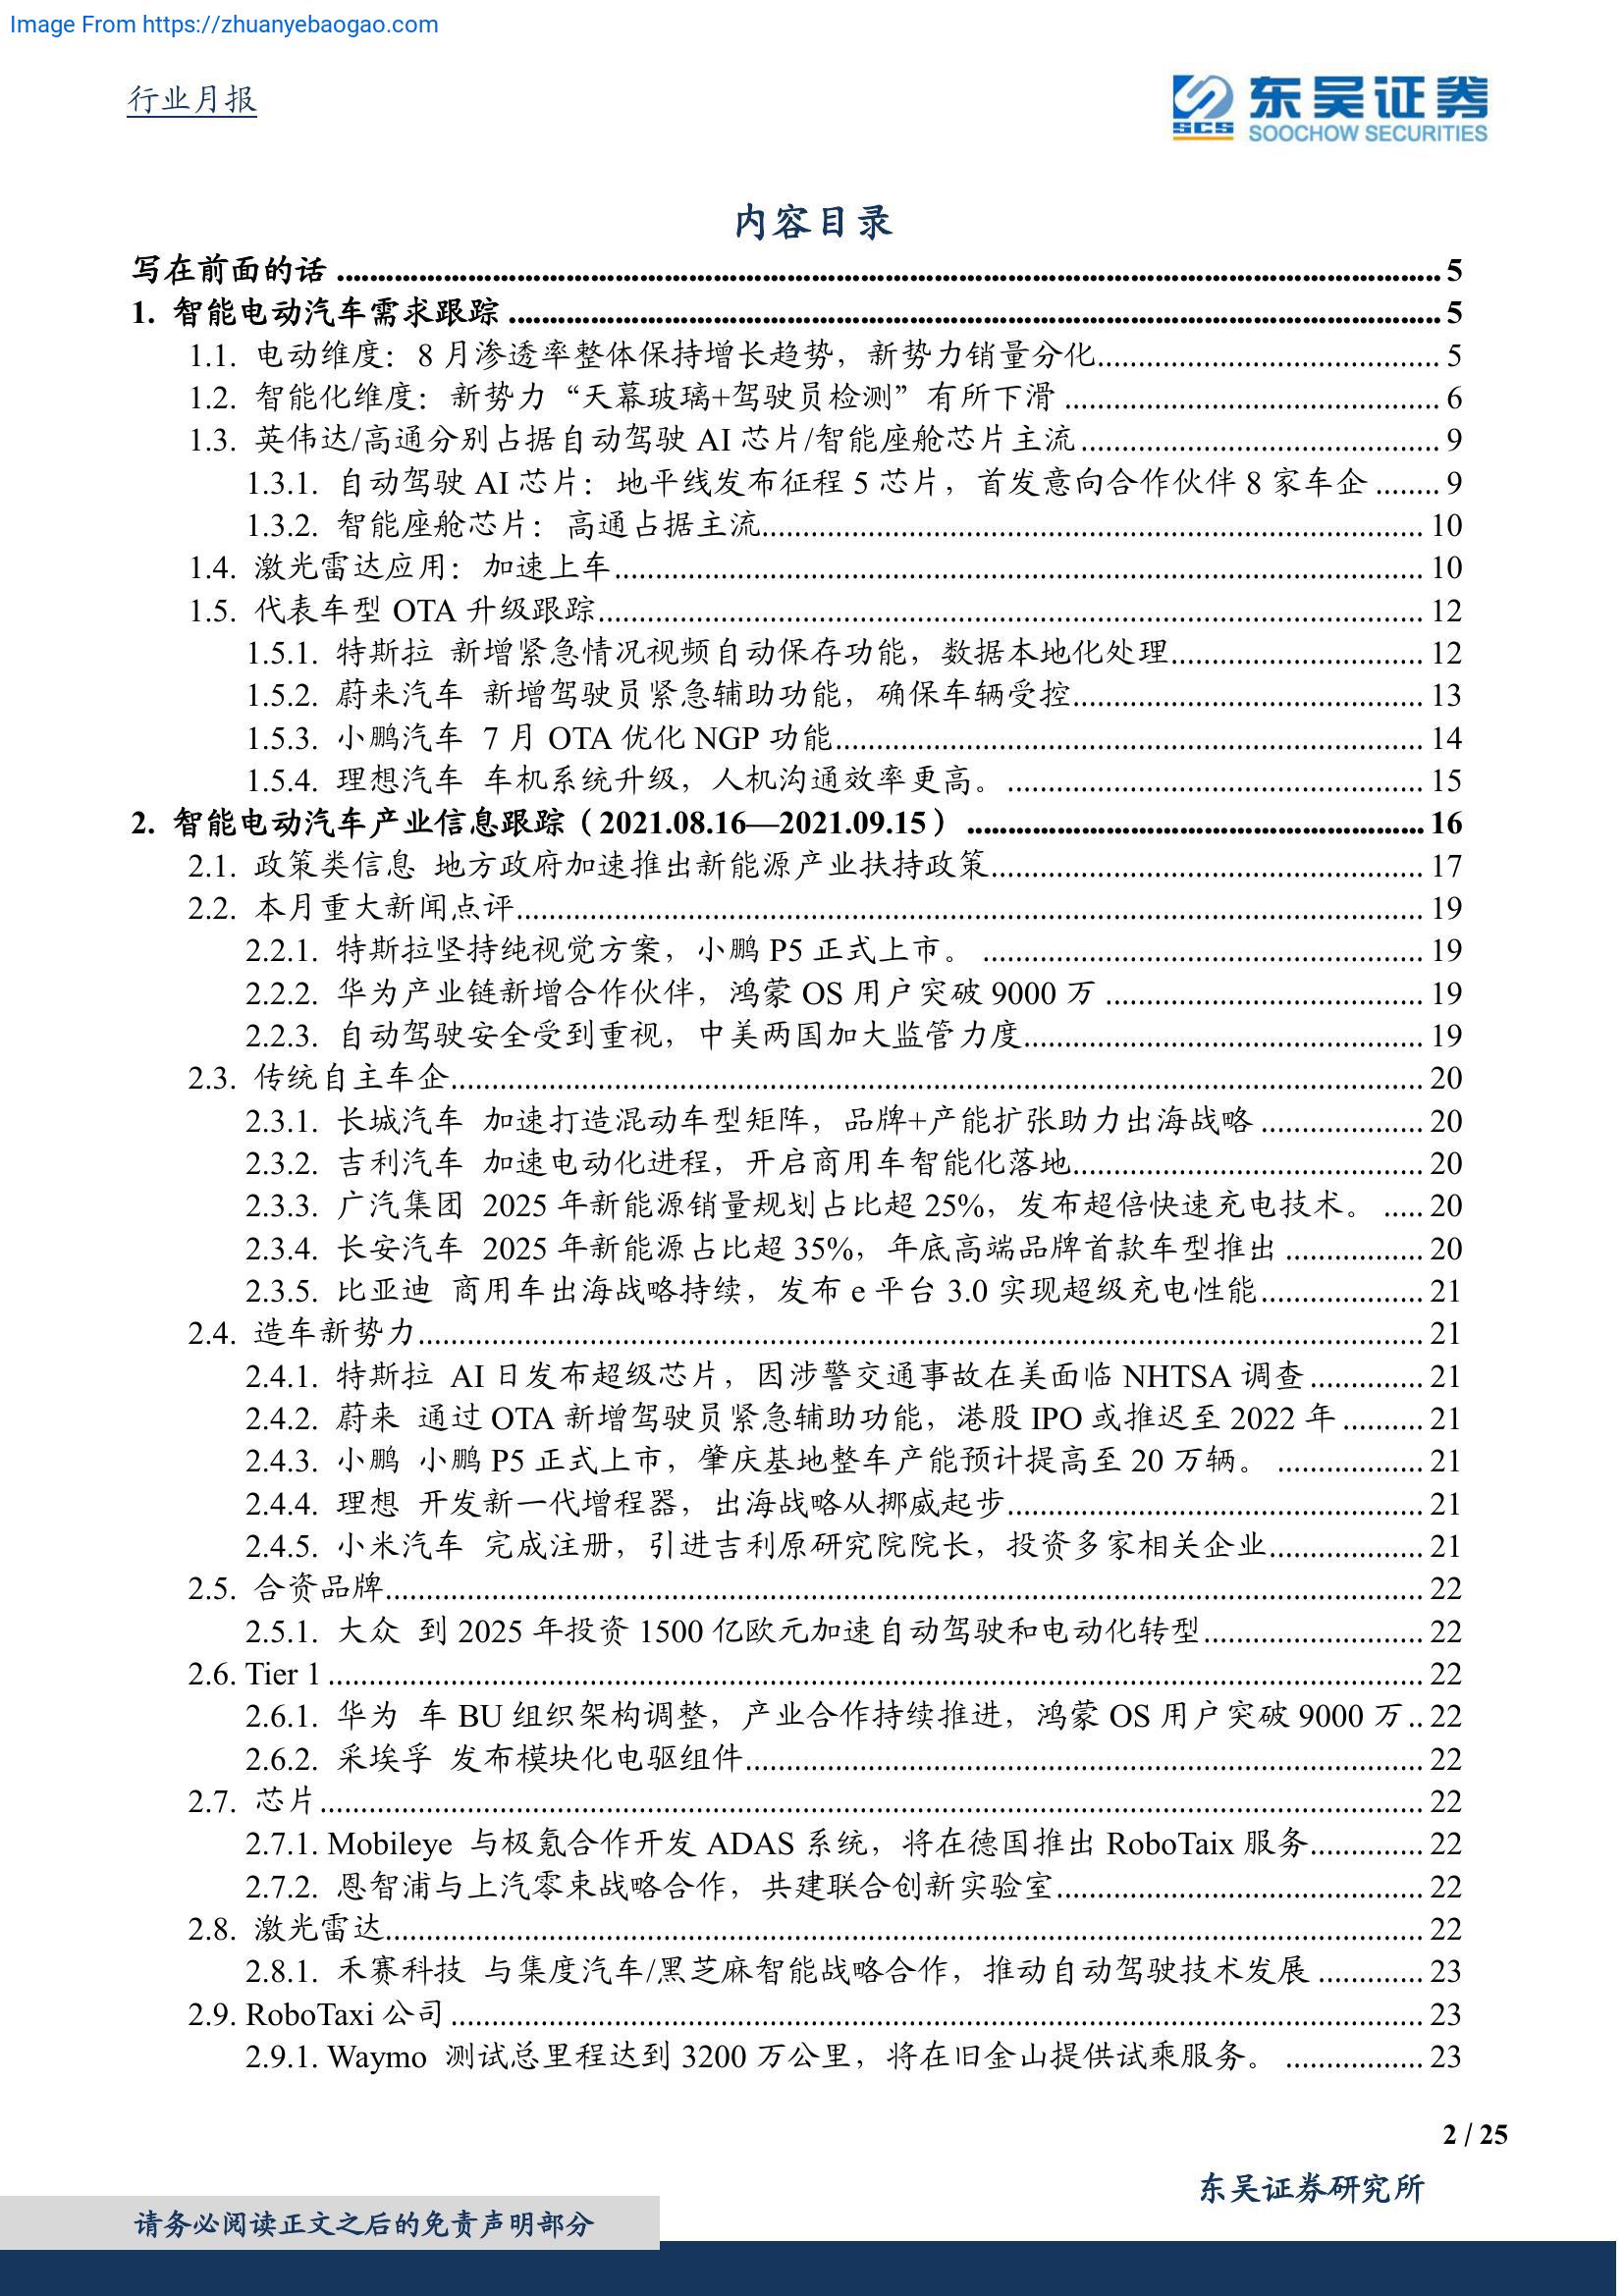 Image From https://zhuanyebaogao.com
行业月报
SCS 东吴证券
SOOCHOW SECURITIES
内容目录
写在前面的话 ........ 5
1. 智能电动汽车需求跟踪 ........ 5
1.1. 电动维度：8 月渗透率整体保持增长趋势，新势力销量分化........ 5
1.2. 智能化维度：新势力“天幕玻璃+驾驶员检测”有所下滑 ........ 6
1.3. 英伟达/高通分别占据自动驾驶 AI 芯片/智能座舱芯片主流 ........ 9
1.3.1. 自动驾驶 AI 芯片：地平线发布征程 5 芯片，首发意向合作伙伴 8 家车企 ........ 9
1.3.2. 智能座舱芯片：高通占据主流........ 10
1.4. 激光雷达应用：加速上车........ 10
1.5. 代表车型 OTA 升级跟踪........ 12
1.5.1. 特斯拉 新增紧急情况视频自动保存功能，数据本地化处理........ 12
1.5.2. 蔚来汽车 新增驾驶员紧急辅助功能，确保车辆受控........ 13
1.5.3. 小鹏汽车 7 月 OTA 优化 NGP 功能........ 14
1.5.4. 理想汽车 车机系统升级，人机沟通效率更高。 ........ 15
2. 智能电动汽车产业信息跟踪（2021.08.16—2021.09.15） ........ 16
2.1. 政策类信息 地方政府加速推出新能源产业扶持政策........ 17
2.2. 本月重大新闻点评........ 19
2.2.1. 特斯拉坚持纯视觉方案，小鹏 P5 正式上市。 ........ 19
2.2.2. 华为产业链新增合作伙伴，鸿蒙 OS 用户突破 9000 万 ........ 19
2.2.3. 自动驾驶安全受到重视，中美两国加大监管力度........ 19
2.3. 传统自主车企........ 20
2.3.1. 长城汽车 加速打造混动车型矩阵，品牌+产能扩张助力出海战略 ........ 20
2.3.2. 吉利汽车 加速电动化进程，开启商用车智能化落地........ 20
2.3.3. 广汽集团 2025 年新能源销量规划占比超 25%，发布超倍快速充电技术。 ..... 20
2.3.4. 长安汽车 2025 年新能源占比超 35%，年底高端品牌首款车型推出 ........ 20
2.3.5. 比亚迪 商用车出海战略持续，发布 e 平台 3.0 实现超级充电性能........ 21
2.4. 造车新势力........ 21
2.4.1. 特斯拉 AI 日发布超级芯片，因涉警交通事故在美面临 NHTSA 调查........ 21
2.4.2. 蔚来 通过 OTA 新增驾驶员紧急辅助功能，港股 IPO 或推迟至 2022 年........ 21
2.4.3. 小鹏 小鹏 P5 正式上市，肇庆基地整车产能预计提高至 20 万辆。 ........ 21
2.4.4. 理想 开发新一代增程器，出海战略从挪威起步........ 21
2.4.5. 小米汽车 完成注册，引进吉利原研究院院长，投资多家相关企业........ 21
2.5. 合资品牌........ 22
2.5.1. 大众 到 2025 年投资 1500 亿欧元加速自动驾驶和电动化转型........ 22
2.6. Tier 1 ........ 22
2.6.1. 华为 车 BU 组织架构调整，产业合作持续推进，鸿蒙 OS 用户突破 9000 万 .. 22
2.6.2. 采埃孚 发布模块化电驱组件........ 22
2.7. 芯片........ 22
2.7.1. Mobileye 与极氪合作开发 ADAS 系统，将在德国推出 RoboTaix 服务........ 22
2.7.2. 恩智浦与上汽零束战略合作，共建联合创新实验室........ 22
2.8. 激光雷达........ 22
2.8.1. 禾赛科技 与集度汽车/黑芝麻智能战略合作，推动自动驾驶技术发展 ........ 23
2.9. RoboTaxi 公司 ........ 23
2.9.1. Waymo 测试总里程达到 3200 万公里，将在旧金山提供试乘服务。 ........ 23
2 / 25
东吴证券研究所
请务必阅读正文之后的免责声明部分